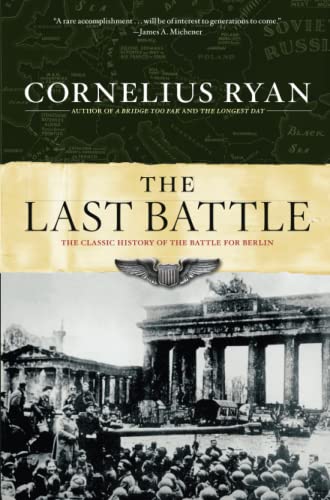 "A rare accomplishment . . . will be of interest to generations to come."
—James A. Michener
CORNELIUS RYAN
AUTHOR OF A BRIDGE TOO FAR AND THE LONGEST DAY
THE
LAST BATTLE
THE CLASSIC HISTORY OF THE BATTLE FOR BERLIN